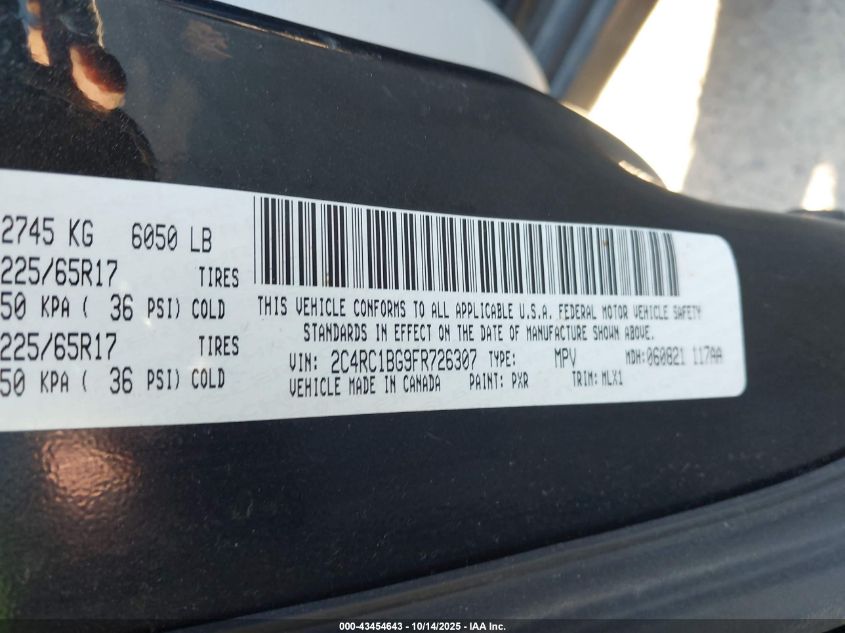 2745 KG 6050 LB
225/65R17 TIRES
50 KPA ( 36 PSI) COLD
225/65R17 TIRES
50 KPA ( 36 PSI) COLD
THIS VEHICLE CONFORMS TO ALL APPLICABLE U.S.A. FEDERAL MOTOR VEHICLE SAFETY
STANDARDS IN EFFECT ON THE DATE OF MANUFACTURE SHOWN ABOVE.
VIN: 2C4RC1BG9FR726307 TYPE: MPV MDH:060821 117AA
VEHICLE MADE IN CANADA PAINT: PXR TRIM: MLX1
000-43454643 - 10/14/2025 - IAA Inc.